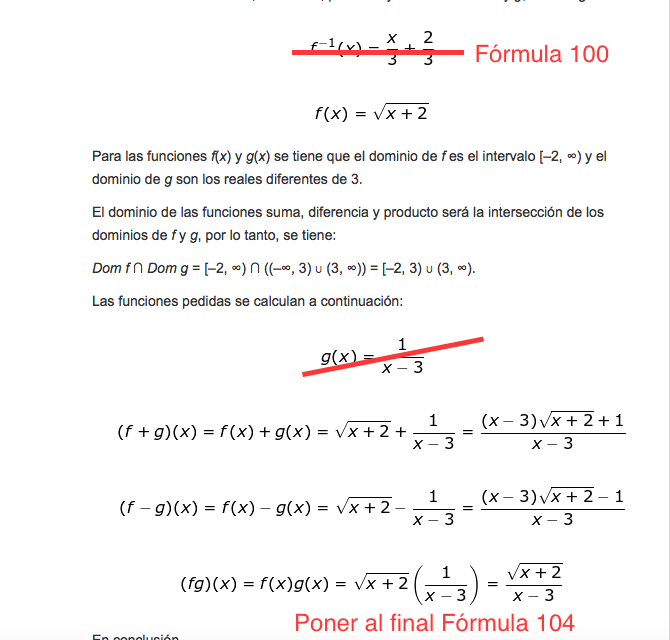 f⁻¹(x) = x/3 + 2/3 Fórmula 100
f(x) = √(x + 2)
Para las funciones f(x) y g(x) se tiene que el dominio de f es el intervalo [–2, ∞) y el
dominio de g son los reales diferentes de 3.
El dominio de las funciones suma, diferencia y producto será la intersección de los
dominios de f y g, por lo tanto, se tiene:
Dom f ∩ Dom g = [–2, ∞) ∩ ((–∞, 3) ∪ (3, ∞)) = [–2, 3) ∪ (3, ∞).
Las funciones pedidas se calculan a continuación:
g(x) = 1/(x – 3)
(f + g)(x) = f(x) + g(x) = √(x + 2) + 1/(x – 3) = ((x – 3)√(x + 2) + 1)/(x – 3)
(f – g)(x) = f(x) – g(x) = √(x + 2) – 1/(x – 3) = ((x – 3)√(x + 2) – 1)/(x – 3)
(fg)(x) = f(x)g(x) = √(x + 2) (1/(x – 3)) = √(x + 2)/(x – 3)
Poner al final Fórmula 104